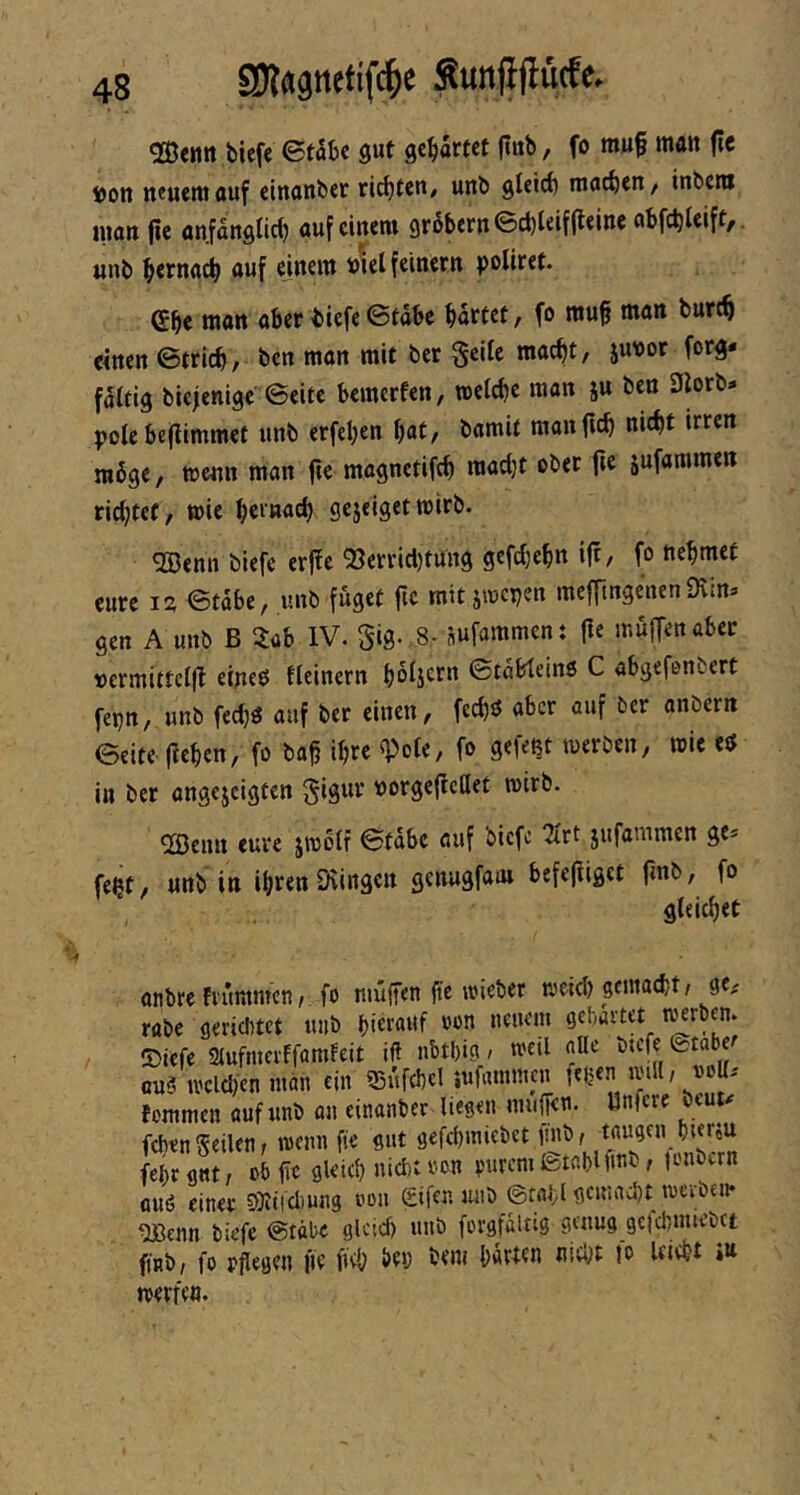 48 Magnetische Kunststücke.
Wenn diese Stäbe gut gehärtet sind, so muß man sie
von neuem auf einander richten, und gleich machen, indem
man sie anfänglich auf einem gröbern Schleifsteine abschleift,
und hernach auf einem viel feinern poliret.
Ehe man aber diese Stäbe härtet, so muß man durch
einen Strich, den man mit der Feile macht, zuvor sorg-
fältig diejenige Seite bemerken, welche man zu den Nord-
pole bestimmet und ersehen hat, damit man sich nicht irren
möge, wenn man sie magnetisch macht oder sie zusammen
richtet, wie hernach gezeiget wird.
Wenn diese erste Verrichtung geschehn ist, so nehmet
eure 12 Stäbe, und füget sie mit zweyen messingenen Rin-
gen A und B Tab IV. Fig. 8. zusammen: sie müssen aber
vermittelst eines kleinern hölzern Stäbleins C abgesondert
seyn, und sechs auf der einen, sechs aber auf der andern
Seite stehen, so daß ihre Pole, so gesetzt werden, wie es
in der angezeigten Figur vorgestellet wird.
Wenn eure zwölf Stäbe auf diese Art zusammen ge-
setzt, und in ihren Ringen genugsam befestiget sind, so
gleichet
andre krümmen, so müssen sie wieder weich gemacht, ge-
rade gerichtet und hierauf von neuem gehärtet werden.
Diese Aufmerksamkeit ist nöthig, weil alle diese Stäbe,
aus welchen man ein Büschel zusammen setzen will, voll-
kommen auf und an einander liegen müssen. Unsere deut-
schen Feilen, wenn sie gut geschmiedet sind, taugen hierzu
sehr gut, ob sie gleich nicht von purem Stahl sind, sondern
aus einer Mischung von Eisen und Stahl gemacht werden.
Wenn diese Stäbe gleich und sorgfältig genug geschmiedet
sind, so pflegen sie sich bey dem härten nicht so leicht zu
werfen.